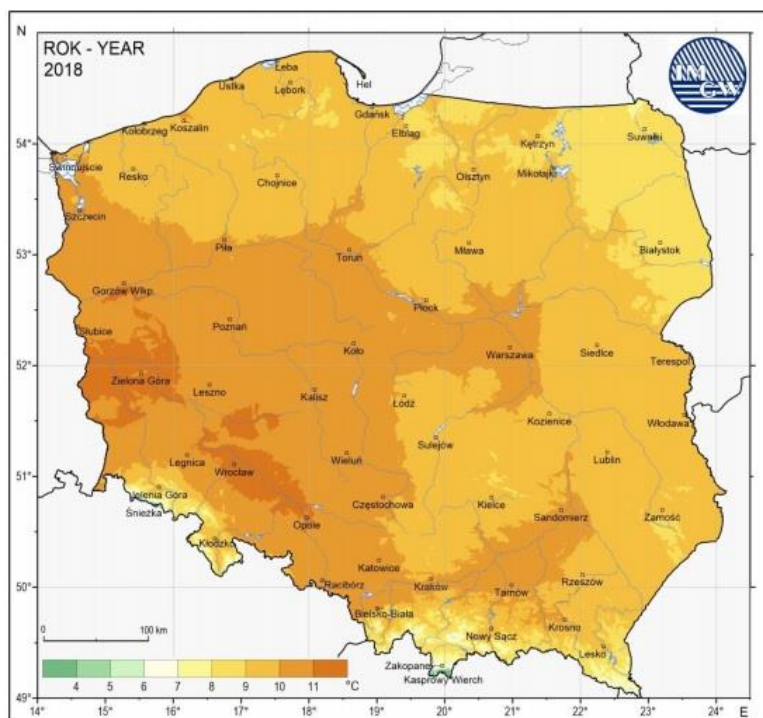 N
ROK - YEAR
2018
IMGW
Łeba
Ustka
Lębork
Hel
Gdańsk
Koszalin
Kołobrzeg
Elbląg
Kętrzyn
Suwałki
54°
Świnoujście
Resko
Chojnice
Olsztyn
Mikołajki
Szczecin
53°
Piła
Toruń
Mława
Białystok
Gorzów Wlkp.
Płock
Słubice
Poznań
Koło
Warszawa
Siedlce
Terespol
52°
Zielona Góra
Leszno
Kalisz
Łódź
Kozienice
Włodawa
Sulejów
Legnica
Wrocław
Wieluń
Lublin
51°
Jelenia Góra
Śnieżka
Częstochowa
Kielce
Sandomierz
Zamość
Opole
Kłodzko
Katowice
50°
Racibórz
Kraków
Tarnów
Rzeszów
Bielsko-Biała
Nowy Sącz
Krosno
0 100 km
Lesko
Zakopane
Kasprowy Wierch
4 5 6 7 8 9 10 11 °C
49°
14° 15° 16° 17° 18° 19° 20° 21° 22° 23° 24° E